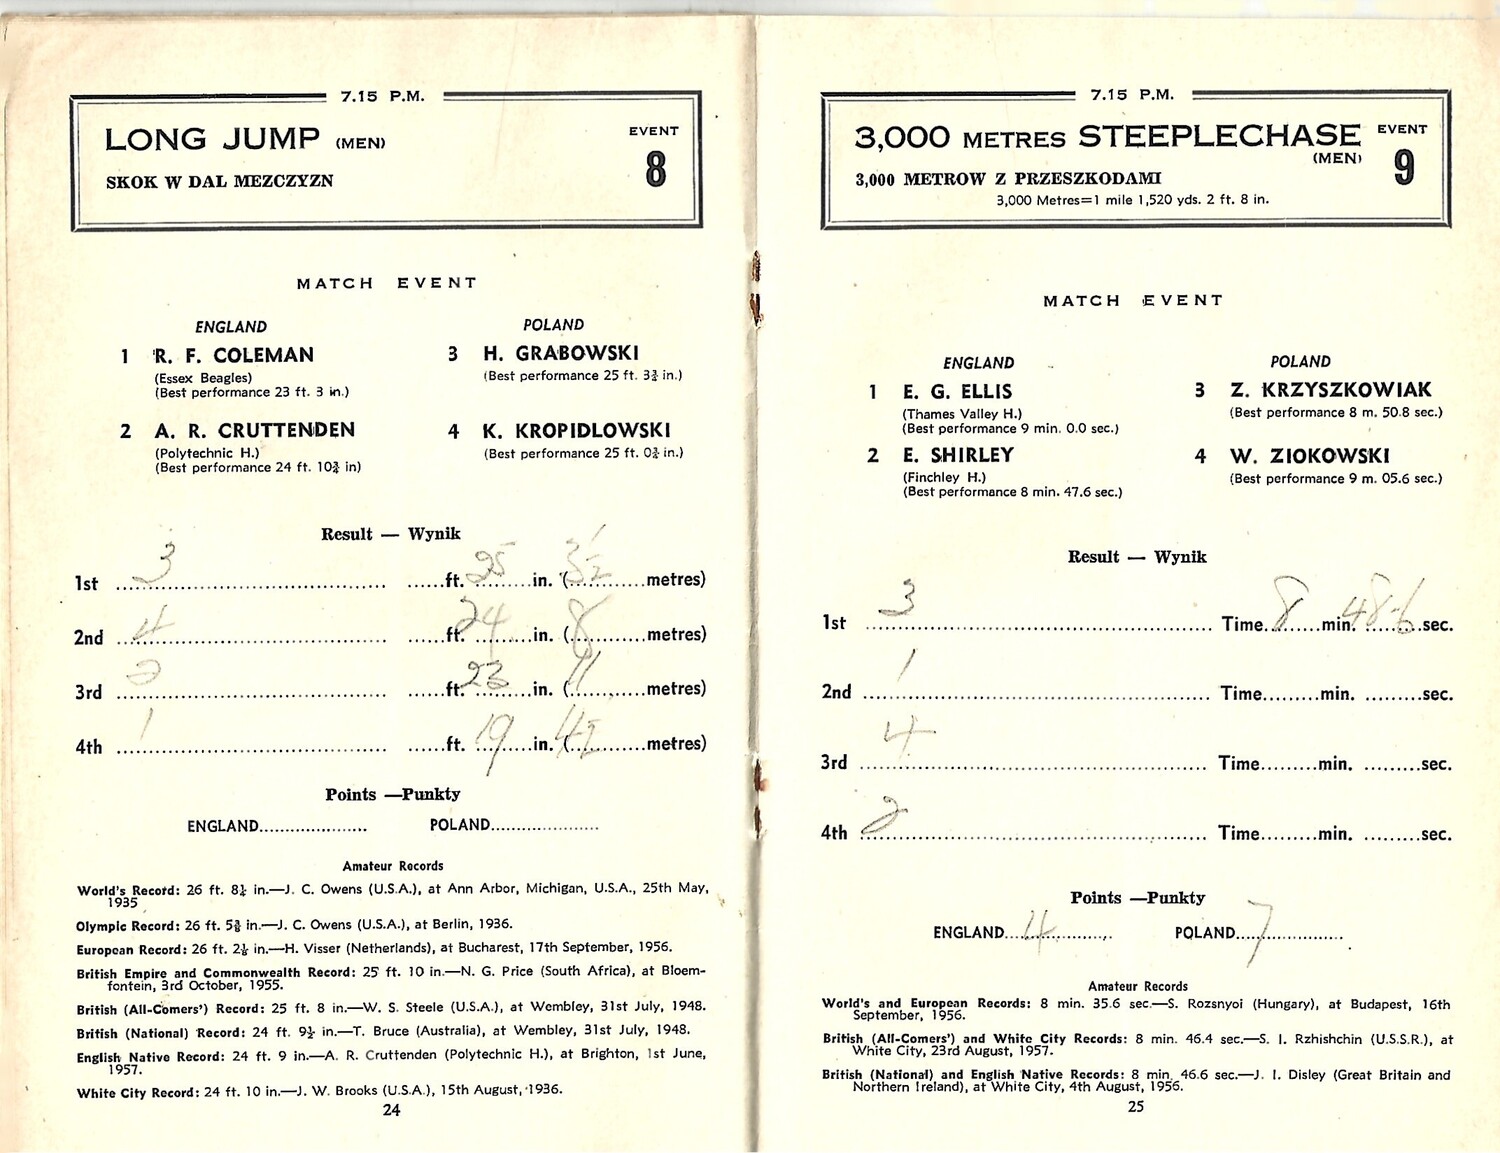 7.15 P.M.
LONG JUMP (MEN)
EVENT
8
SKOK W DAL MEZCZYZN
MATCH EVENT
ENGLAND
POLAND
1 R. F. COLEMAN
(Essex Beagles)
(Best performance 23 ft. 3 in.)
3 H. GRABOWSKI
(Best performance 25 ft. 3¾ in.)
2 A. R. CRUTTENDEN
(Polytechnic H.)
(Best performance 24 ft. 10¾ in)
4 K. KROPIDLOWSKI
(Best performance 25 ft. 0¾ in.)
Result — Wynik
1st 3 ......ft. 25 ........in. (3½..........metres)
2nd 4 ......ft. 24 ........in. (8..........metres)
3rd 2 ......ft. 23 ........in. (11..........metres)
4th 1 ......ft. 19 ........in. (4½..........metres)
Points —Punkty
ENGLAND.....................
POLAND.....................
Amateur Records
World's Record: 26 ft. 8¼ in.—J. C. Owens (U.S.A.), at Ann Arbor, Michigan, U.S.A., 25th May,
1935
Olympic Record: 26 ft. 5⅜ in.—J. C. Owens (U.S.A.), at Berlin, 1936.
European Record: 26 ft. 2¼ in.—H. Visser (Netherlands), at Bucharest, 17th September, 1956.
British Empire and Commonwealth Record: 25 ft. 10 in.—N. G. Price (South Africa), at Bloem-
fontein, 3rd October, 1955.
British (All-Comers') Record: 25 ft. 8 in.—W. S. Steele (U.S.A.), at Wembley, 31st July, 1948.
British (National) Record: 24 ft. 9½ in.—T. Bruce (Australia), at Wembley, 31st July, 1948.
English Native Record: 24 ft. 9 in.—A. R. Cruttenden (Polytechnic H.), at Brighton, 1st June,
1957.
White City Record: 24 ft. 10 in.—J. W. Brooks (U.S.A.), 15th August, 1936.
24
7.15 P.M.
3,000 METRES STEEPLECHASE
(MEN)
EVENT
9
3,000 METROW Z PRZESZKODAMI
3,000 Metres=1 mile 1,520 yds. 2 ft. 8 in.
MATCH EVENT
ENGLAND
POLAND
1 E. G. ELLIS
(Thames Valley H.)
(Best performance 9 min. 0.0 sec.)
3 Z. KRZYSZKOWIAK
(Best performance 8 m. 50.8 sec.)
2 E. SHIRLEY
(Finchley H.)
(Best performance 8 min. 47.6 sec.)
4 W. ZIOKOWSKI
(Best performance 9 m. 05.6 sec.)
Result — Wynik
1st 3 Time 8 min. 48.6 sec.
2nd 1 Time.........min. .........sec.
3rd 4 Time.........min. .........sec.
4th 2 Time.........min. .........sec.
Points —Punkty
ENGLAND 4
POLAND 7
Amateur Records
World's and European Records: 8 min. 35.6 sec.—S. Rozsnyoi (Hungary), at Budapest, 16th
September, 1956.
British (All-Comers') and White City Records: 8 min. 46.4 sec.—S. I. Rzhishchin (U.S.S.R.), at
White City, 23rd August, 1957.
British (National) and English Native Records: 8 min. 46.6 sec.—J. I. Disley (Great Britain and
Northern Ireland), at White City, 4th August, 1956.
25